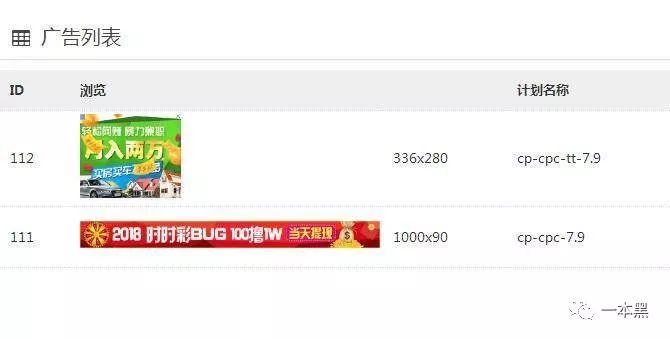 广告列表
ID 浏览 计划名称
轻松网赚 暴力兼职
月入两万
买房买车
112 336x280 cp-cpc-tt-7.9
111 2018 时时彩BUG 100撸1W 当天提现 1000x90 cp-cpc-7.9
一本黑